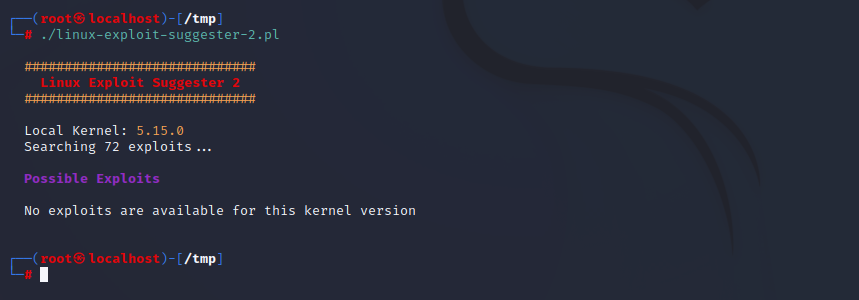 ┌──(root㉿localhost)-[/tmp]
└─# ./linux-exploit-suggester-2.pl
#############################
Linux Exploit Suggester 2
#############################
Local Kernel: 5.15.0
Searching 72 exploits...
Possible Exploits
No exploits are available for this kernel version
┌──(root㉿localhost)-[/tmp]
└─#